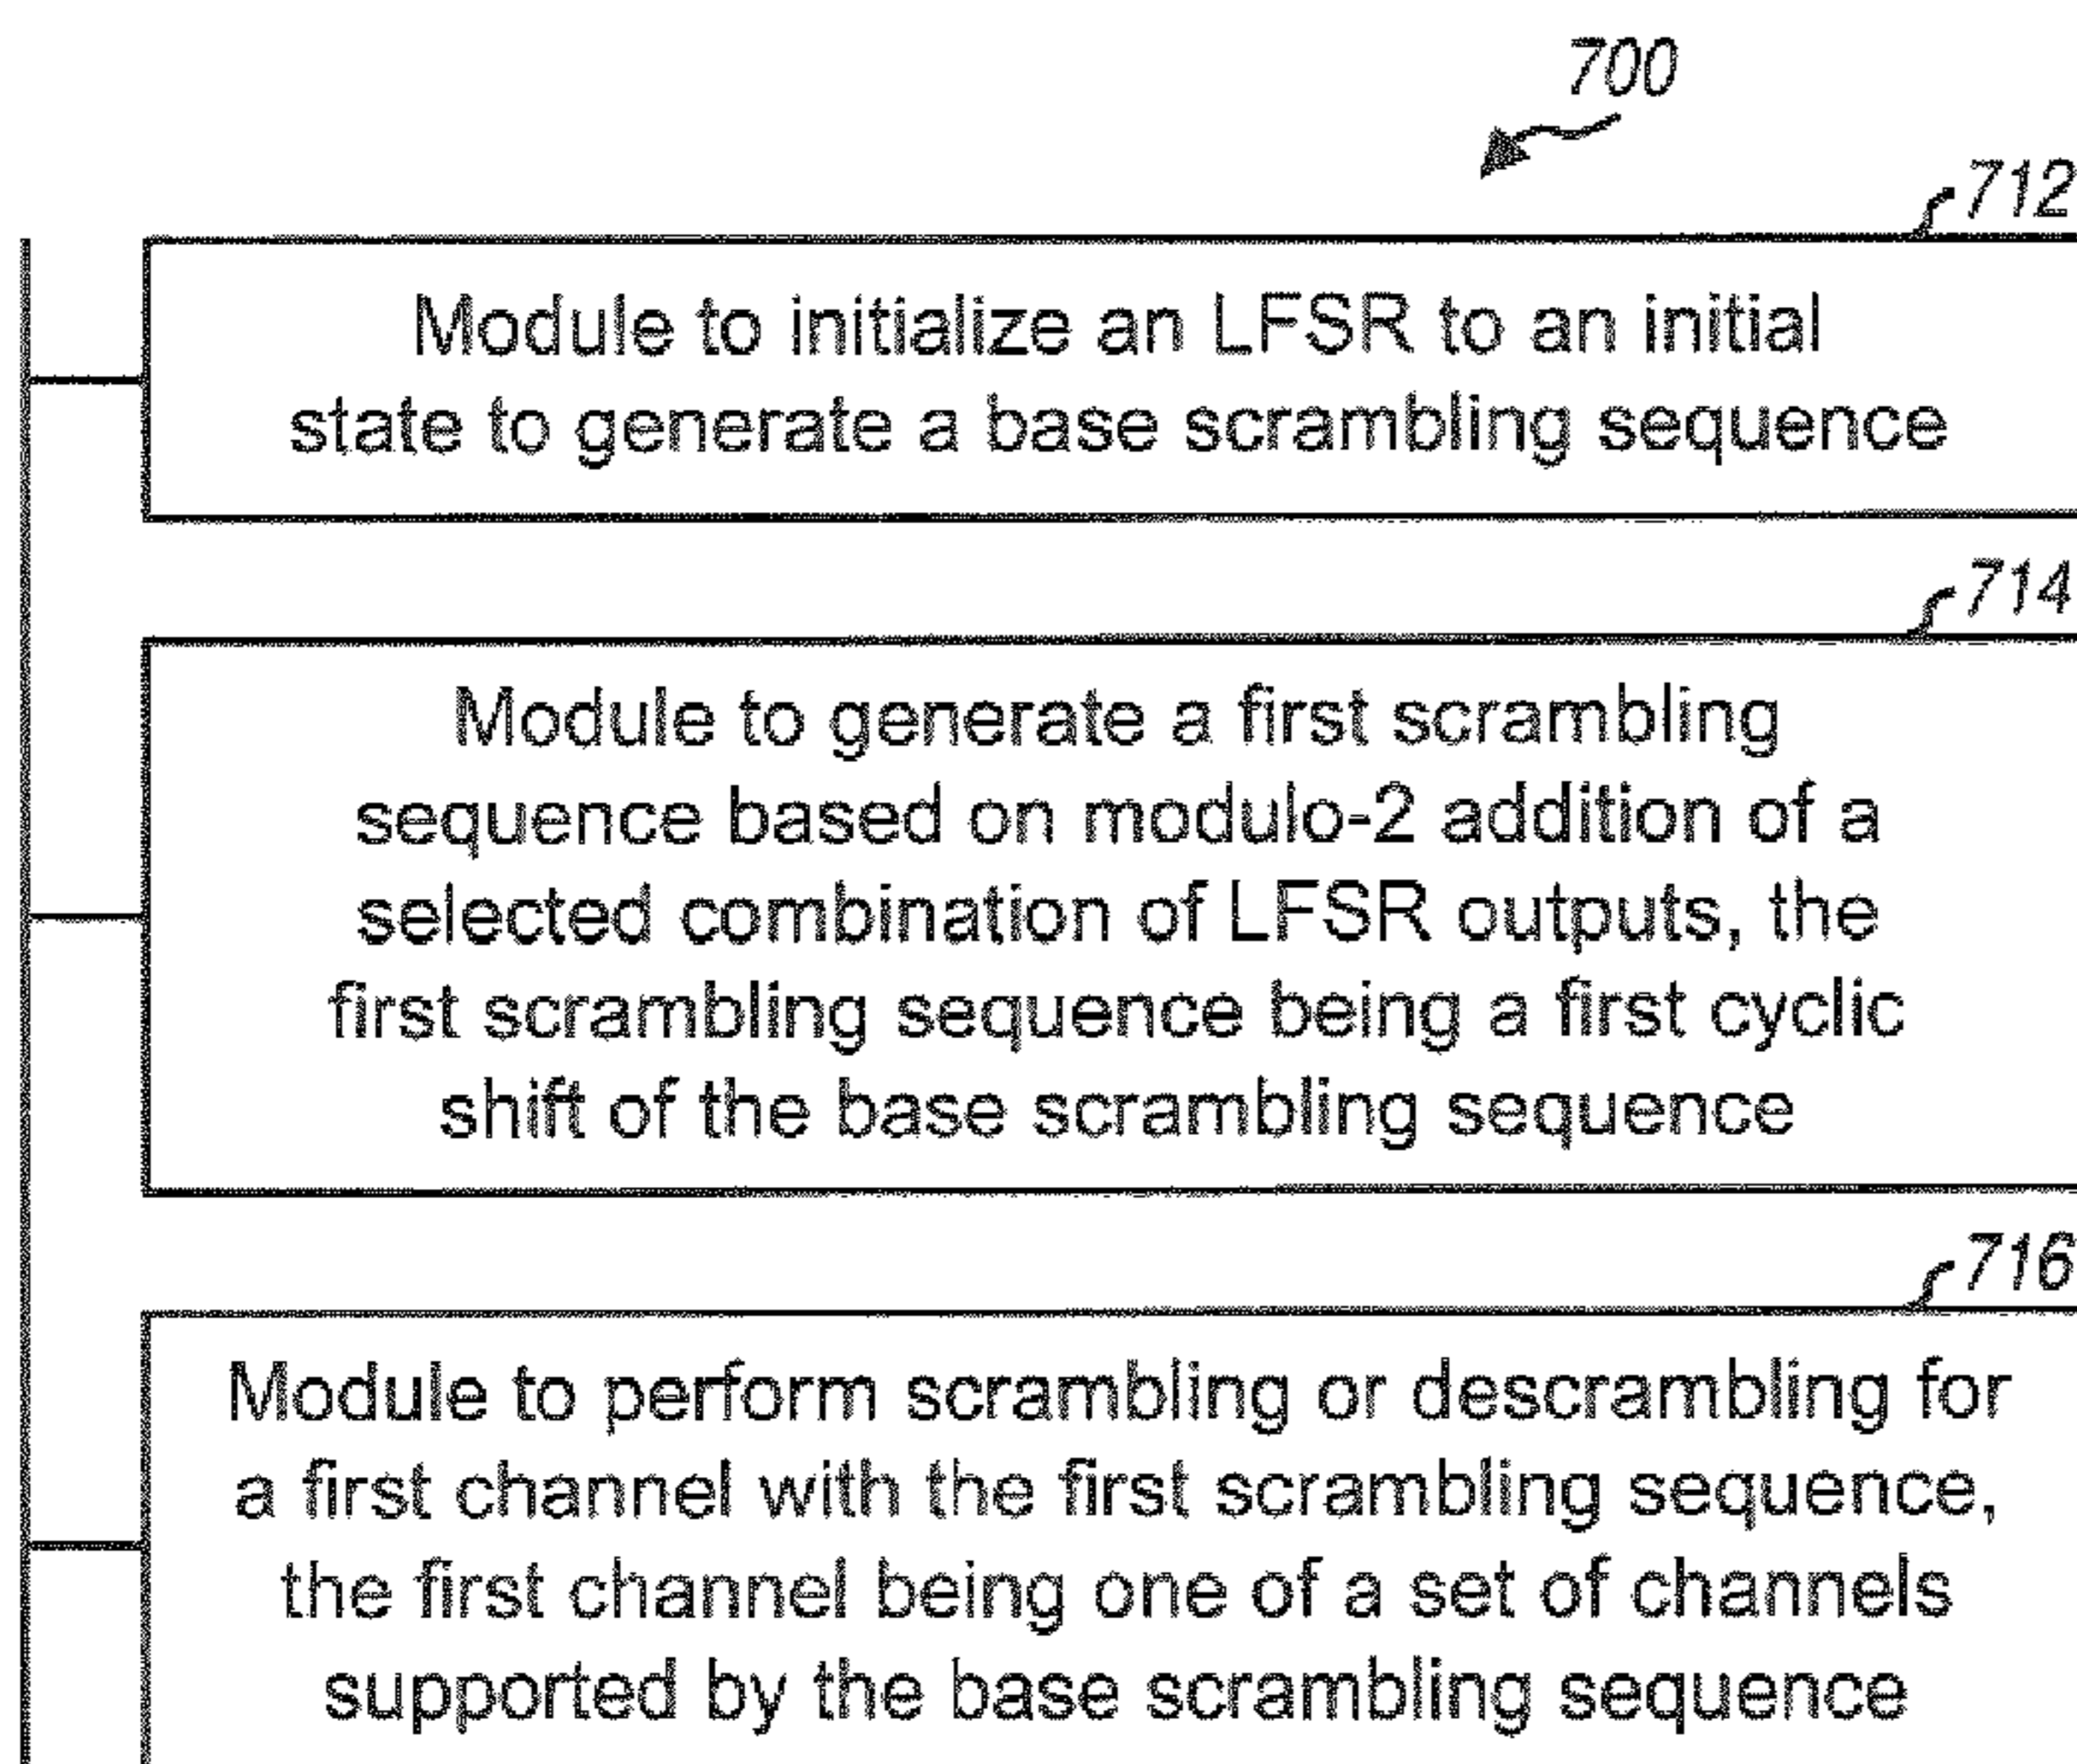 700
712
Module to initialize an LFSR to an initial
state to generate a base scrambling sequence
714
Module to generate a first scrambling
sequence based on modulo-2 addition of a
selected combination of LFSR outputs, the
first scrambling sequence being a first cyclic
shift of the base scrambling sequence
716
Module to perform scrambling or descrambling for
a first channel with the first scrambling sequence,
the first channel being one of a set of channels
supported by the base scrambling sequence